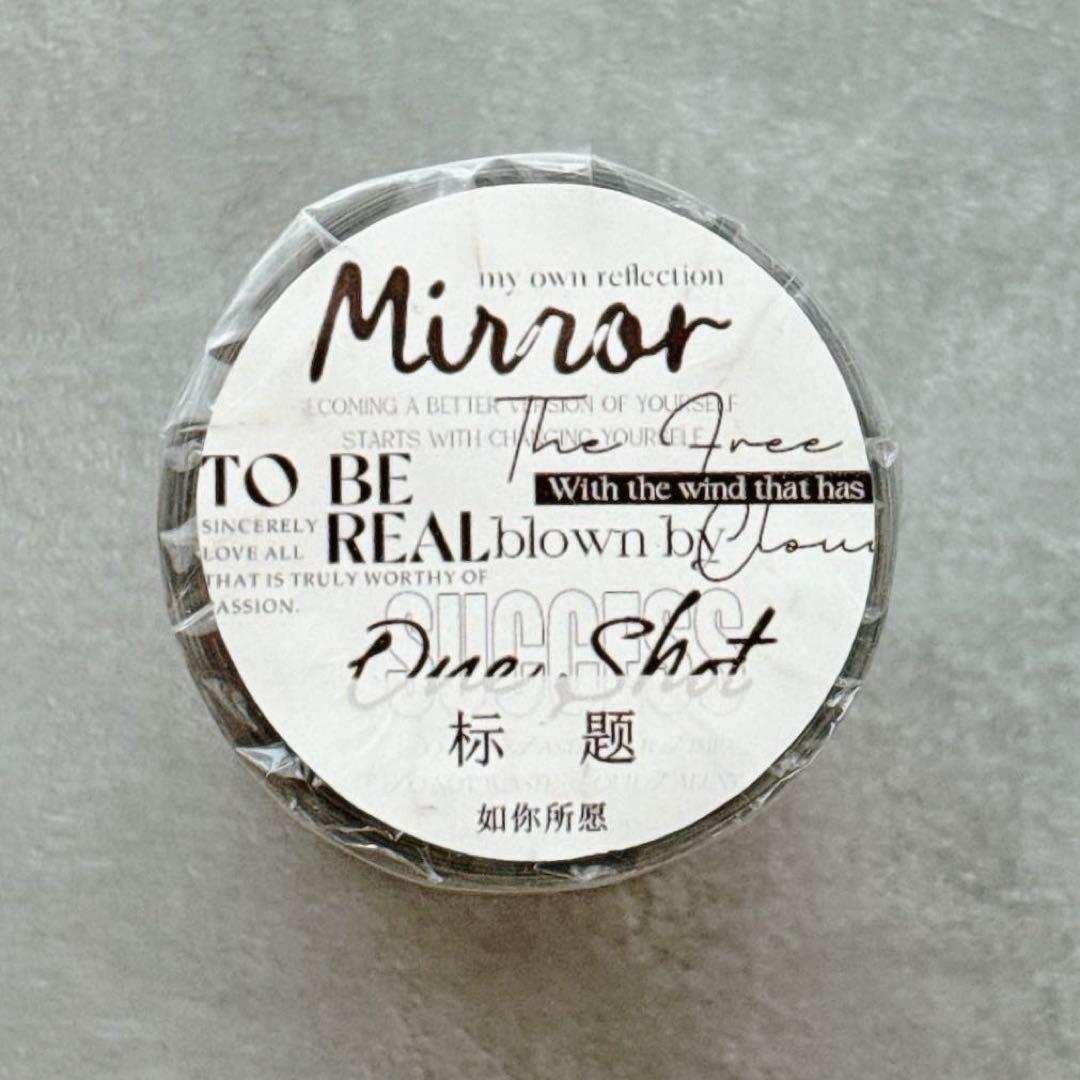 my own reflection
Mirror
COMING A BETTER VERSION OF YOURSELF
STARTS WITH CHANGING YOURSELF
The Free
TO BE
With the wind that has
SINCERELY
REAL
blown by
LOVE ALL
THAT IS TRULY WORTHY OF
ASSION.
SUCCESS
One Shot
标 题
如你所愿